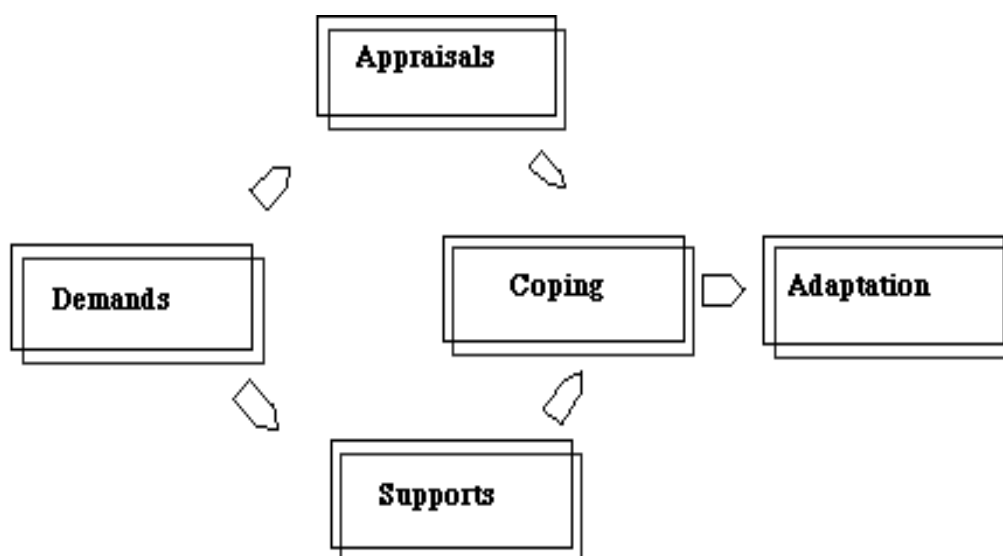 Appraisals
Demands
Coping
Adaptation
Supports